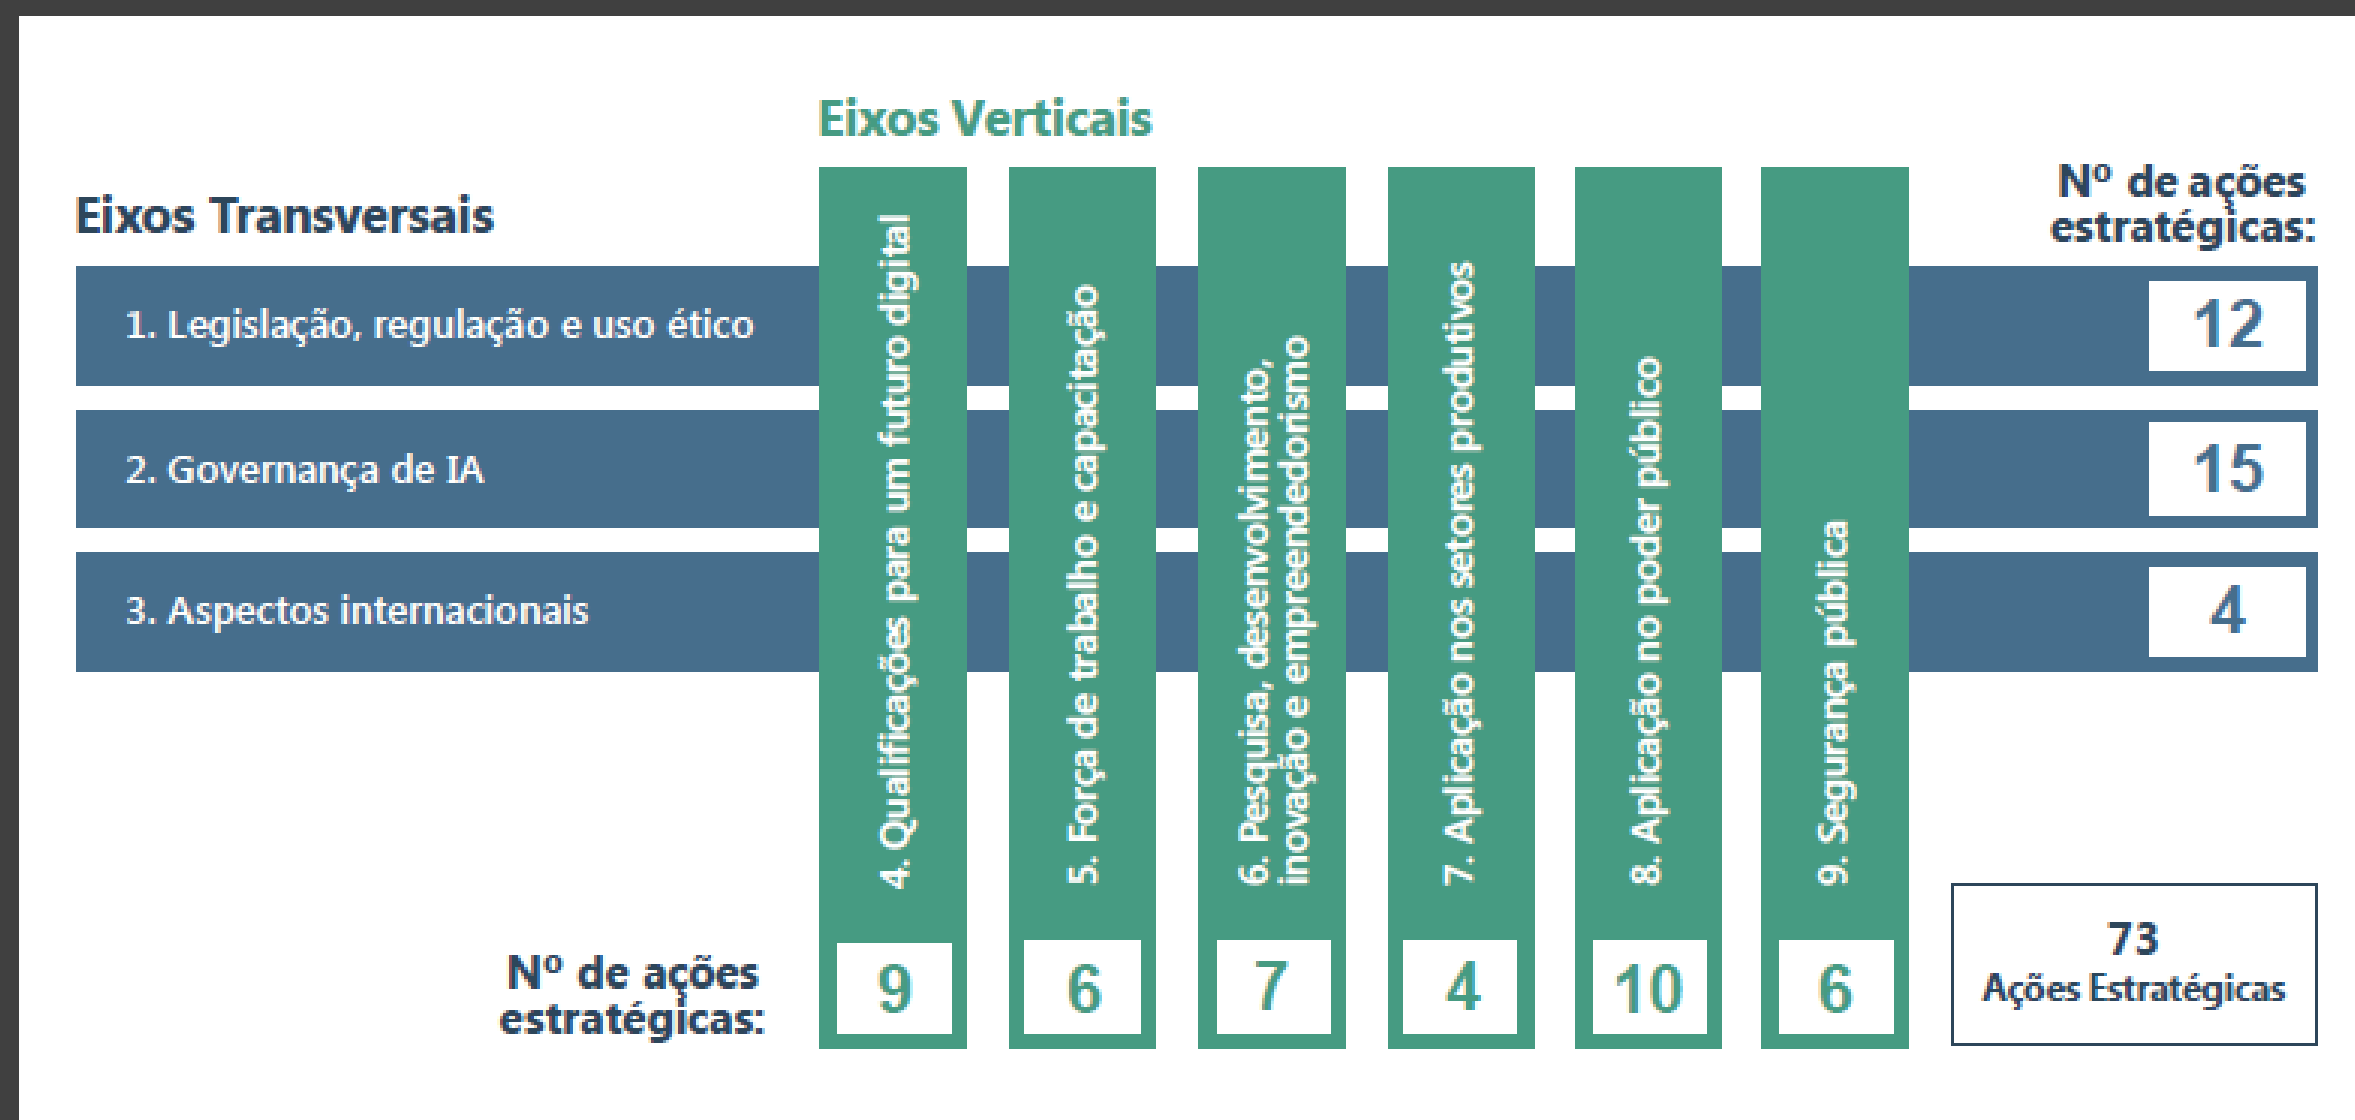 Eixos Verticais
Eixos Transversais
Nº de ações
estratégicas:
1. Legislação, regulação e uso ético
12
2. Governança de IA
15
3. Aspectos internacionais
4
4. Qualificações para um futuro digital
5. Força de trabalho e capacitação
6. Pesquisa, desenvolvimento,
inovação e empreendedorismo
7. Aplicação nos setores produtivos
8. Aplicação no poder público
9. Segurança pública
Nº de ações
estratégicas:
9
6
7
4
10
6
73
Ações Estratégicas